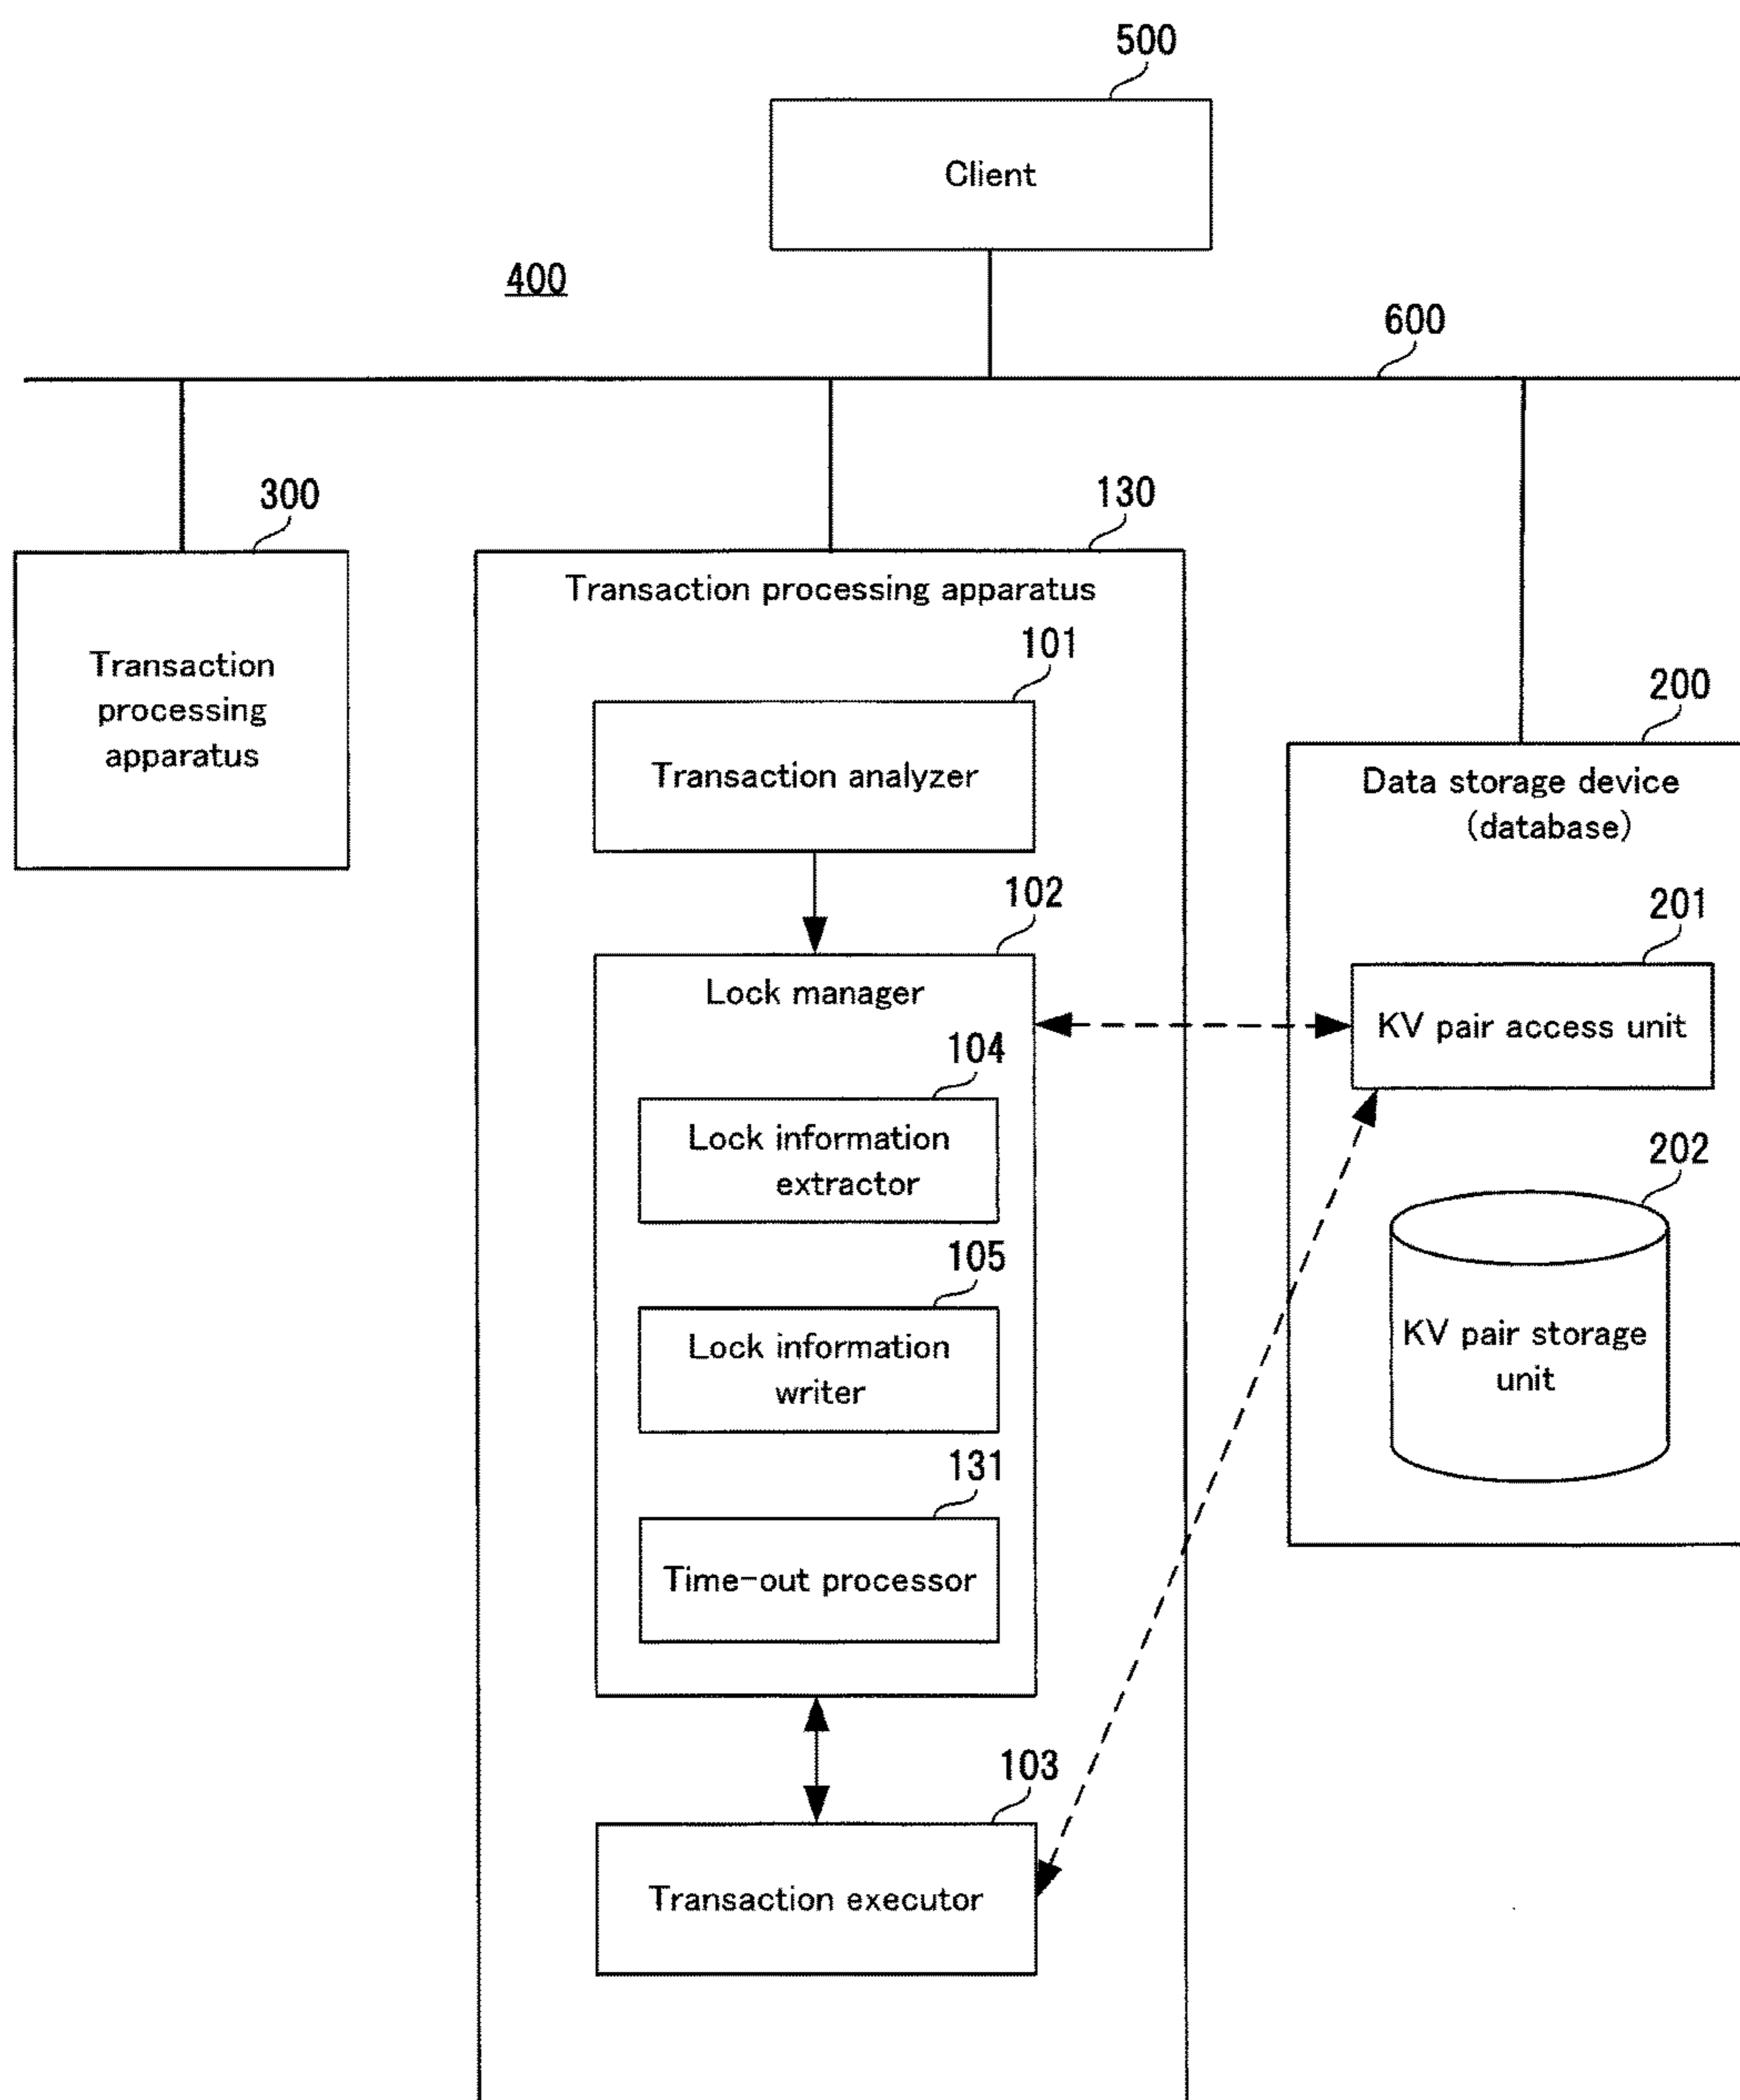 500
Client
400
600
300
130
Transaction processing apparatus
101
Transaction
processing
apparatus
200
Transaction analyzer
Data storage device
(database)
102
201
Lock manager
KV pair access unit
104
Lock information
extractor
202
105
Lock information
writer
KV pair storage
unit
131
Time-out processor
103
Transaction executor